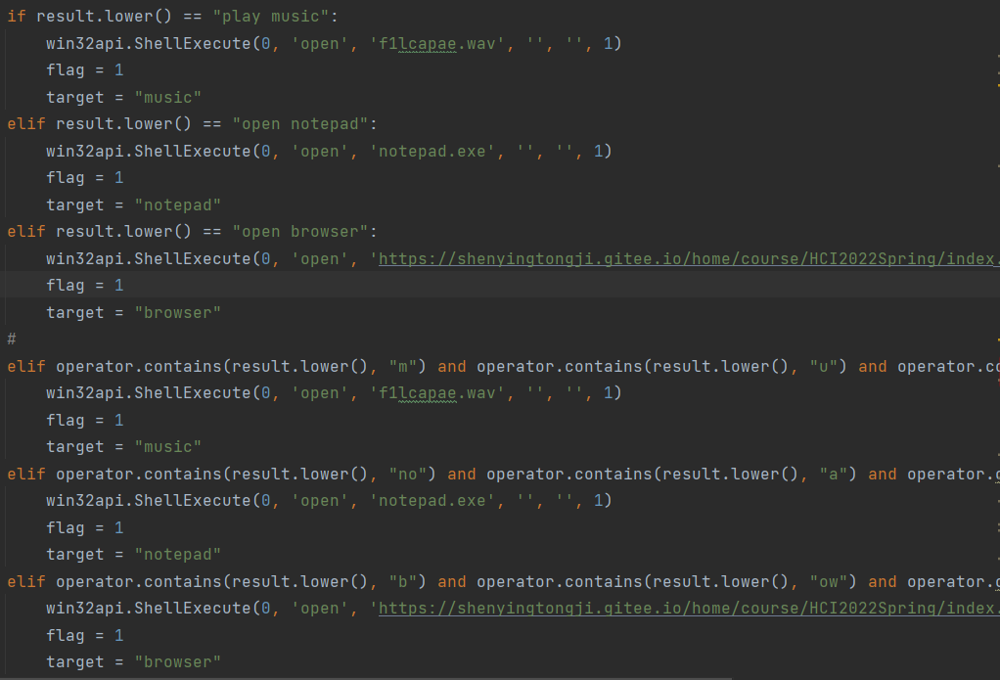 if result.lower() == "play music":
    win32api.ShellExecute(0, 'open', 'f1lcapae.wav', '', '', 1)
    flag = 1
    target = "music"
elif result.lower() == "open notepad":
    win32api.ShellExecute(0, 'open', 'notepad.exe', '', '', 1)
    flag = 1
    target = "notepad"
elif result.lower() == "open browser":
    win32api.ShellExecute(0, 'open', 'https://shenyingtongji.gitee.io/home/course/HCI2022Spring/index.
    flag = 1
    target = "browser"
#
elif operator.contains(result.lower(), "m") and operator.contains(result.lower(), "u") and operator.co
    win32api.ShellExecute(0, 'open', 'f1lcapae.wav', '', '', 1)
    flag = 1
    target = "music"
elif operator.contains(result.lower(), "no") and operator.contains(result.lower(), "a") and operator.
    win32api.ShellExecute(0, 'open', 'notepad.exe', '', '', 1)
    flag = 1
    target = "notepad"
elif operator.contains(result.lower(), "b") and operator.contains(result.lower(), "ow") and operator.
    win32api.ShellExecute(0, 'open', 'https://shenyingtongji.gitee.io/home/course/HCI2022Spring/index.
    flag = 1
    target = "browser"